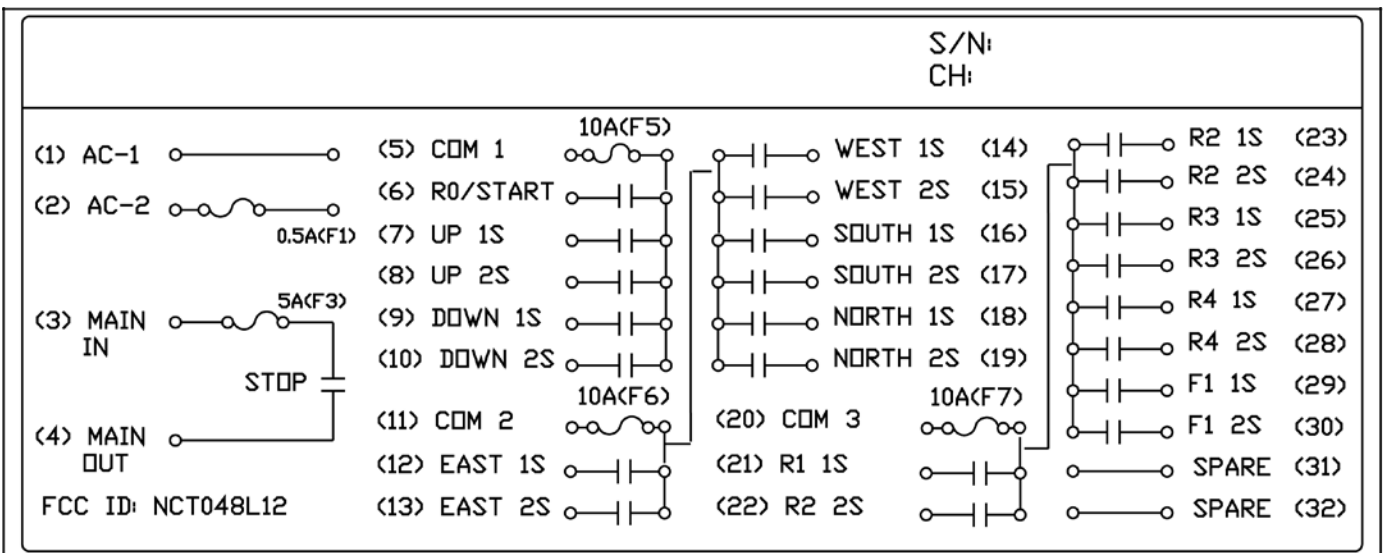 S/N:
CH:
(1) AC-1
(2) AC-2
0.5A(F1)
(3) MAIN
IN
5A(F3)
STOP
(4) MAIN
OUT
FCC ID: NCT048L12
10A(F5)
(5) COM 1
(6) R0/START
(7) UP 1S
(8) UP 2S
(9) DOWN 1S
(10) DOWN 2S
10A(F6)
(11) COM 2
(12) EAST 1S
(13) EAST 2S
WEST 1S (14)
WEST 2S (15)
SOUTH 1S (16)
SOUTH 2S (17)
NORTH 1S (18)
NORTH 2S (19)
10A(F7)
(20) COM 3
(21) R1 1S
(22) R2 2S
R2 1S (23)
R2 2S (24)
R3 1S (25)
R3 2S (26)
R4 1S (27)
R4 2S (28)
F1 1S (29)
F1 2S (30)
SPARE (31)
SPARE (32)